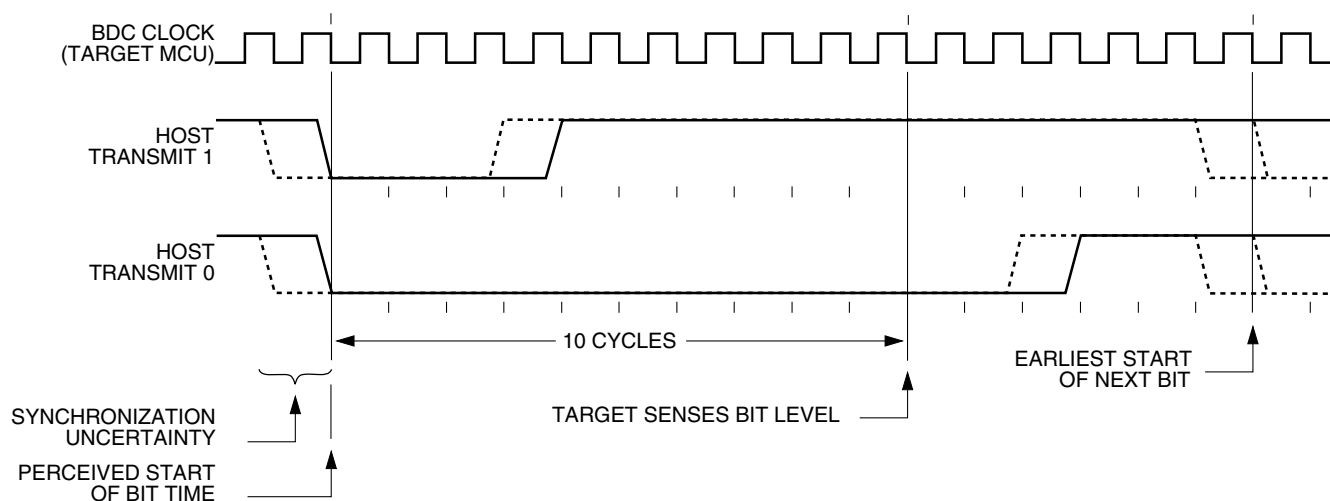 BDC CLOCK
(TARGET MCU)
HOST
TRANSMIT 1
HOST
TRANSMIT 0
10 CYCLES
EARLIEST START
OF NEXT BIT
TARGET SENSES BIT LEVEL
SYNCHRONIZATION
UNCERTAINTY
PERCEIVED START
OF BIT TIME